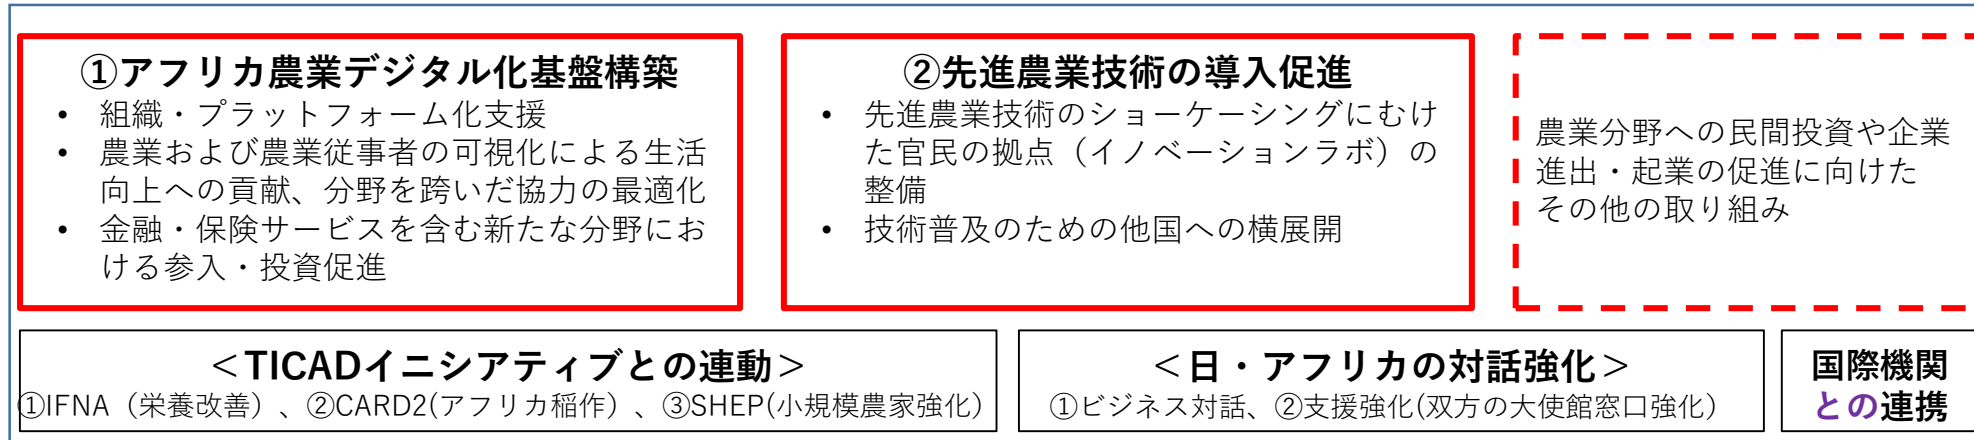 ①アフリカ農業デジタル化基盤構築
• 組織・プラットフォーム化支援
• 農業および農業従事者の可視化による生活
向上への貢献、分野を跨いだ協力の最適化
• 金融・保険サービスを含む新たな分野にお
ける参入・投資促進
②先進農業技術の導入促進
• 先進農業技術のショーケーシングにむけ
た官民の拠点（イノベーションラボ）の
整備
• 技術普及のための他国への横展開
農業分野への民間投資や企業
進出・起業の促進に向けた
その他の取り組み
＜TICADイニシアティブとの連動＞
①IFNA（栄養改善）、②CARD2(アフリカ稲作）、③SHEP(小規模農家強化）
＜日・アフリカの対話強化＞
①ビジネス対話、②支援強化(双方の大使館窓口強化）
国際機関
との連携